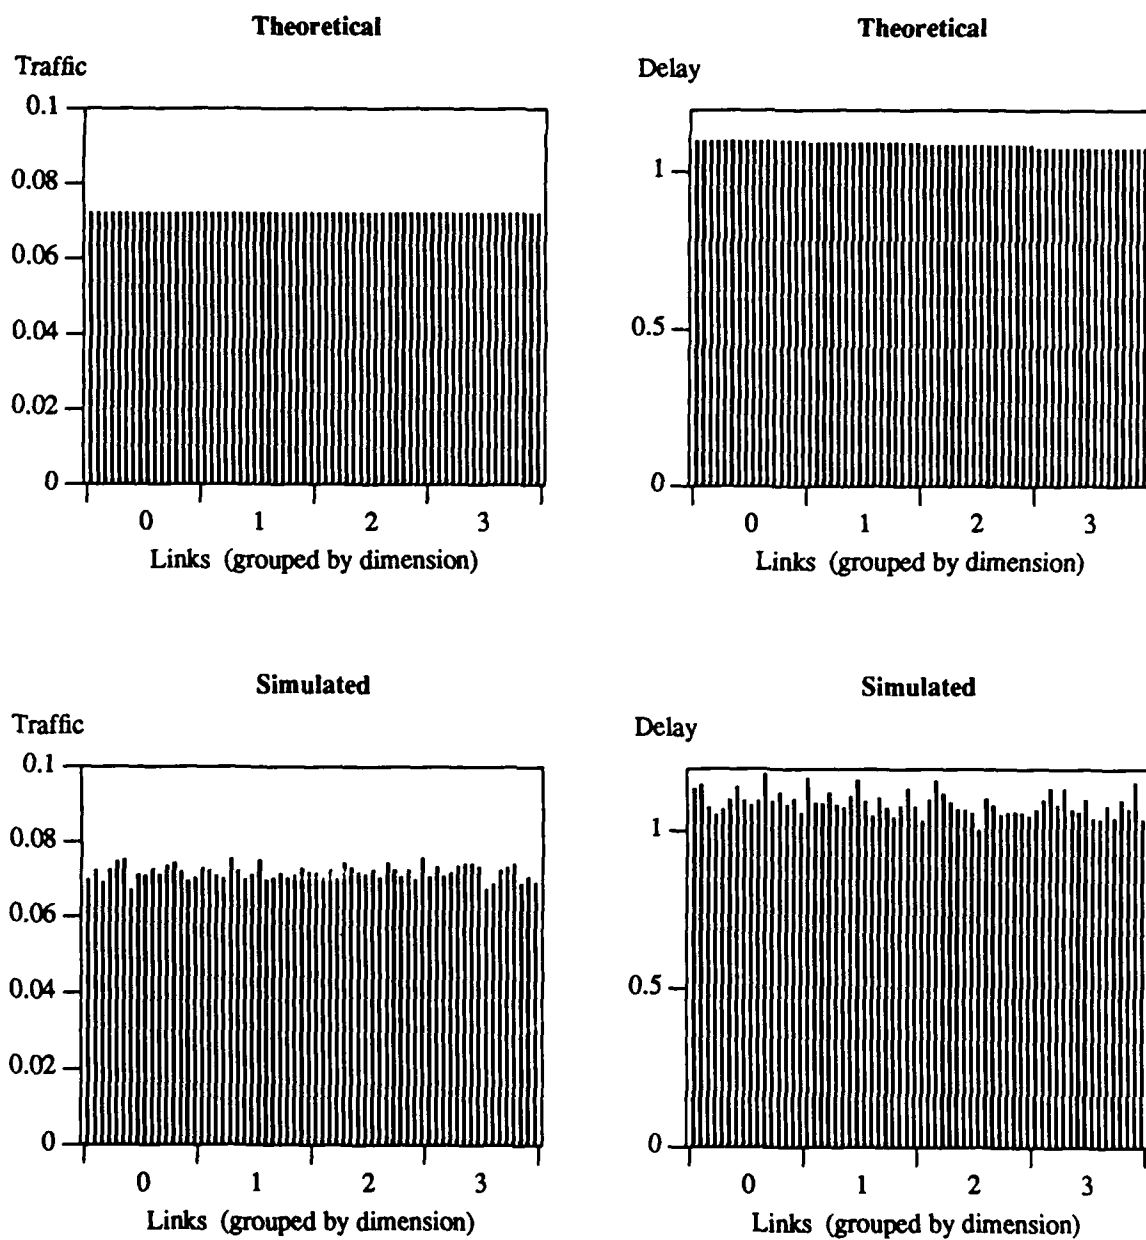 Theoretical
Traffic
0.1
0.08
0.06
0.04
0.02
0
0 1 2 3
Links (grouped by dimension)
Theoretical
Delay
1
0.5
0
0 1 2 3
Links (grouped by dimension)
Simulated
Traffic
0.1
0.08
0.06
0.04
0.02
0
0 1 2 3
Links (grouped by dimension)
Simulated
Delay
1
0.5
0
0 1 2 3
Links (grouped by dimension)